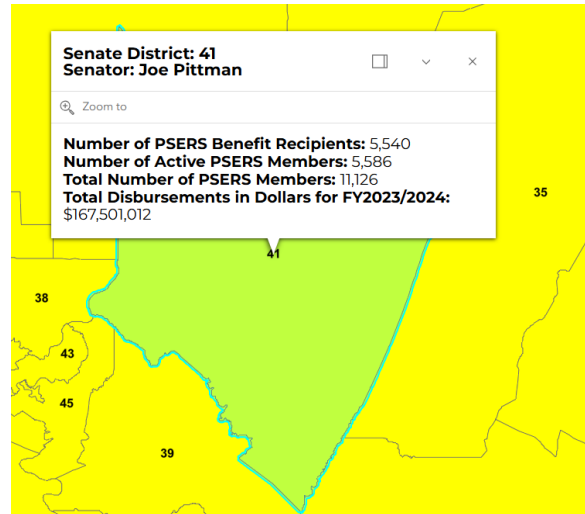 Senate District: 41
Senator: Joe Pittman
Zoom to
Number of PSERS Benefit Recipients: 5,540
Number of Active PSERS Members: 5,586
Total Number of PSERS Members: 11,126
Total Disbursements in Dollars for FY2023/2024:
$167,501,012
35
41
38
43
45
39